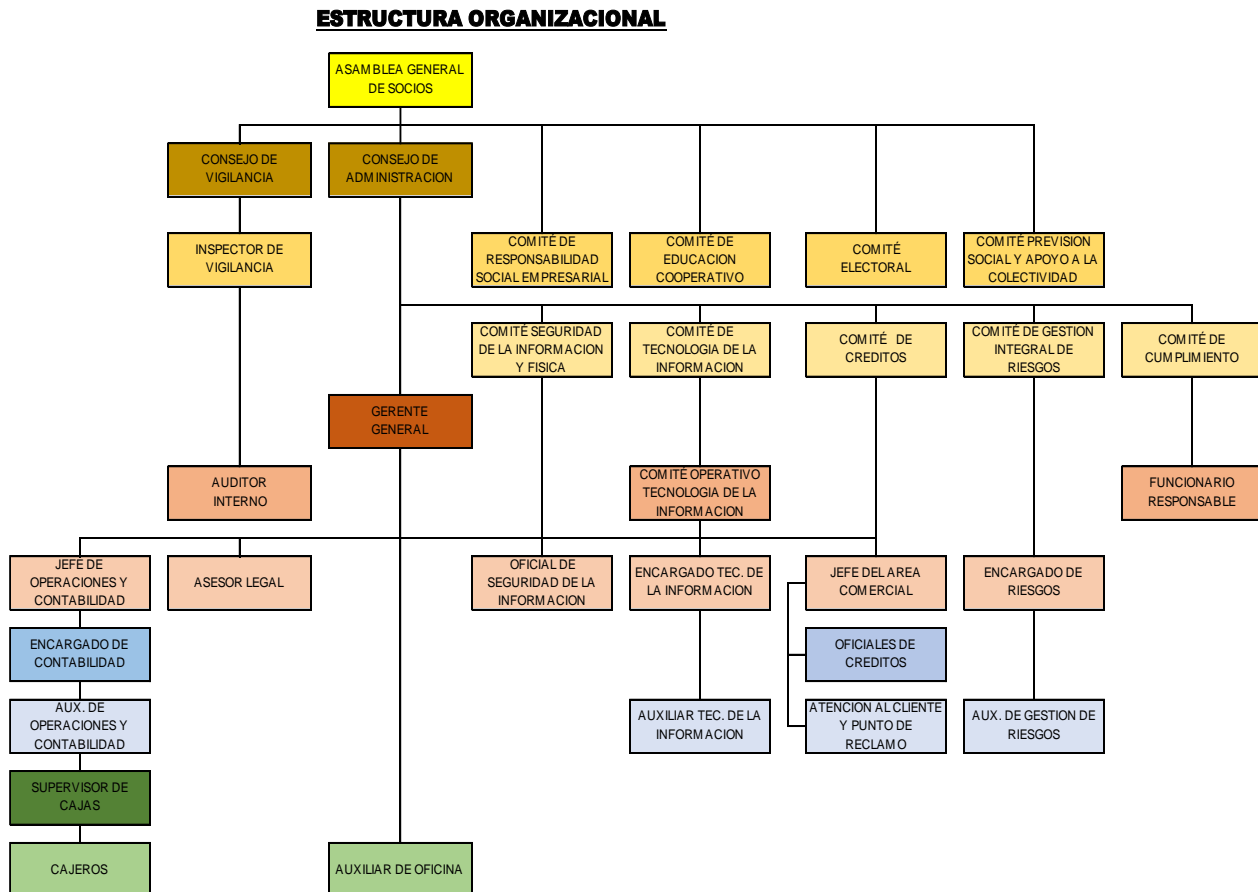 ESTRUCTURA ORGANIZACIONAL
ASAMBLEA GENERAL
DE SOCIOS
CONSEJO DE
VIGILANCIA
CONSEJO DE
ADMINISTRACION
INSPECTOR DE
VIGILANCIA
COMITÉ DE
RESPONSABILIDAD
SOCIAL EMPRESARIAL
COMITÉ DE
EDUCACION
COOPERATIVO
COMITÉ
ELECTORAL
COMITÉ PREVISION
SOCIAL Y APOYO A LA
COLECTIVIDAD
COMITÉ SEGURIDAD
DE LA INFORMACION
Y FISICA
COMITÉ DE
TECNOLOGIA DE LA
INFORMACION
COMITÉ DE
CREDITOS
COMITÉ DE GESTION
INTEGRAL DE
RIESGOS
COMITÉ DE
CUMPLIMIENTO
GERENTE
GENERAL
AUDITOR
INTERNO
COMITÉ OPERATIVO
TECNOLOGIA DE LA
INFORMACION
FUNCIONARIO
RESPONSABLE
JEFE DE
OPERACIONES Y
CONTABILIDAD
ASESOR LEGAL
OFICIAL DE
SEGURIDAD DE LA
INFORMACION
ENCARGADO TEC. DE
LA INFORMACION
JEFE DEL AREA
COMERCIAL
ENCARGADO DE
RIESGOS
ENCARGADO DE
CONTABILIDAD
OFICIALES DE
CREDITOS
AUX. DE
OPERACIONES Y
CONTABILIDAD
AUXILIAR TEC. DE LA
INFORMACION
ATENCION AL CLIENTE
Y PUNTO DE
RECLAMO
AUX. DE GESTION DE
RIESGOS
SUPERVISOR DE
CAJAS
CAJEROS
AUXILIAR DE OFICINA